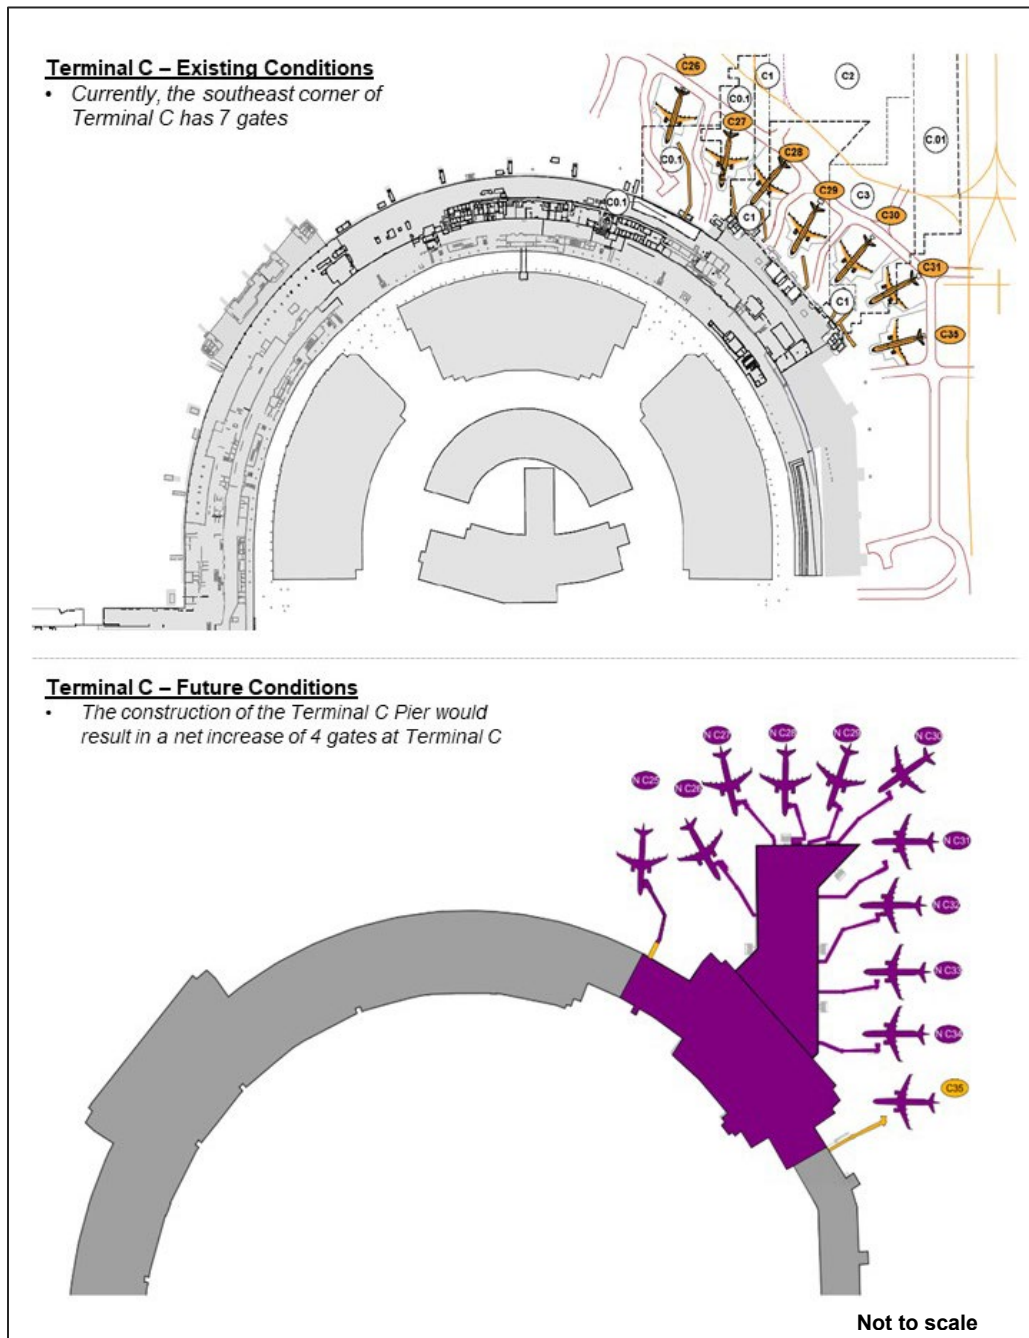 Terminal C – Existing Conditions
• Currently, the southeast corner of
Terminal C has 7 gates
C26
C1
C2
C0.1
C27
C.01
C28
C0.1
C29
C3
C0.1
C1
C30
C31
C1
C35
Terminal C – Future Conditions
• The construction of the Terminal C Pier would
result in a net increase of 4 gates at Terminal C
N C27
N C28
N C29
N C30
N C25
N C26
N C31
N C32
N C33
N C34
C35
Not to scale